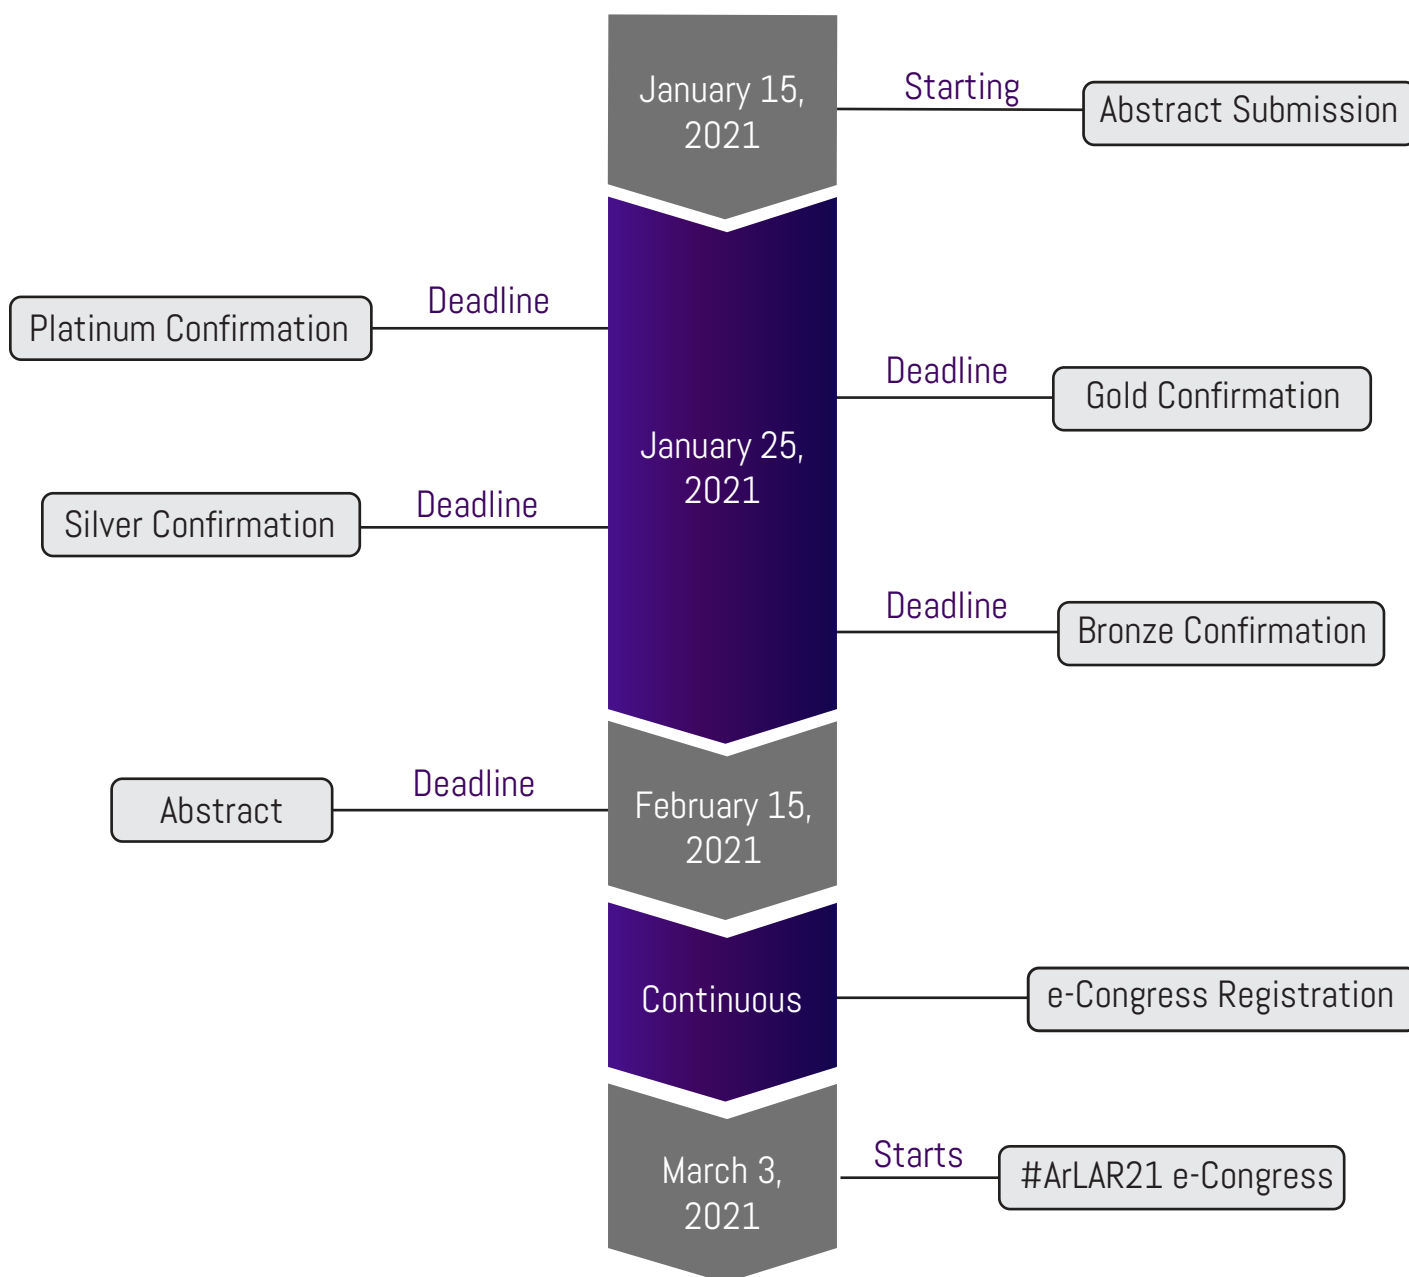 January 15,
2021
Starting
Abstract Submission
Deadline
Platinum Confirmation
Deadline
Gold Confirmation
January 25,
2021
Deadline
Silver Confirmation
Deadline
Bronze Confirmation
Deadline
Abstract
February 15,
2021
Continuous
e-Congress Registration
March 3,
2021
Starts
#ArLAR21 e-Congress